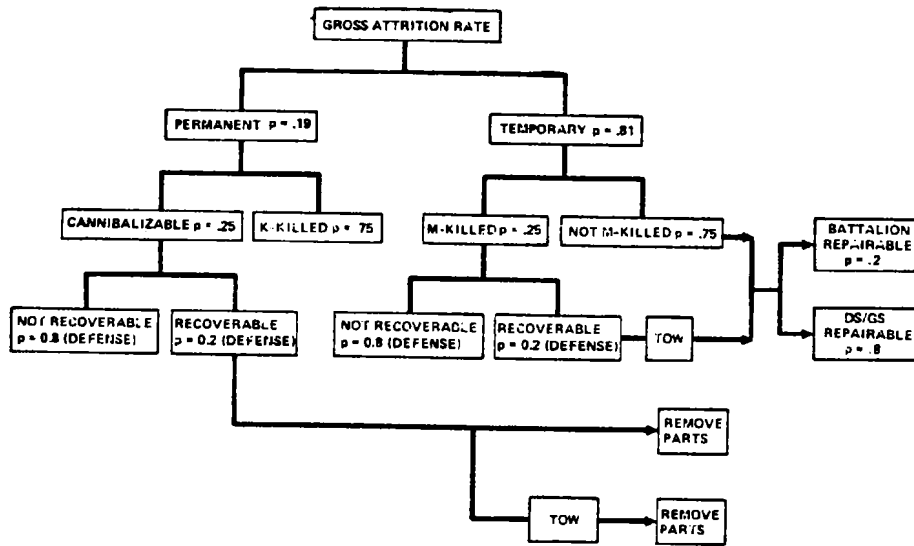 GROSS ATTRITION RATE
PERMANENT p = .19
TEMPORARY p = .81
CANNIBALIZABLE p = .25
K-KILLED p = .75
M-KILLED p = .25
NOT M-KILLED p = .75
BATTALION
REPAIRABLE
p = .2
NOT RECOVERABLE
p = 0.8 (DEFENSE)
RECOVERABLE
p = 0.2 (DEFENSE)
NOT RECOVERABLE
p = 0.8 (DEFENSE)
RECOVERABLE
p = 0.2 (DEFENSE)
TOW
DS/GS
REPAIRABLE
p = .8
REMOVE
PARTS
TOW
REMOVE
PARTS